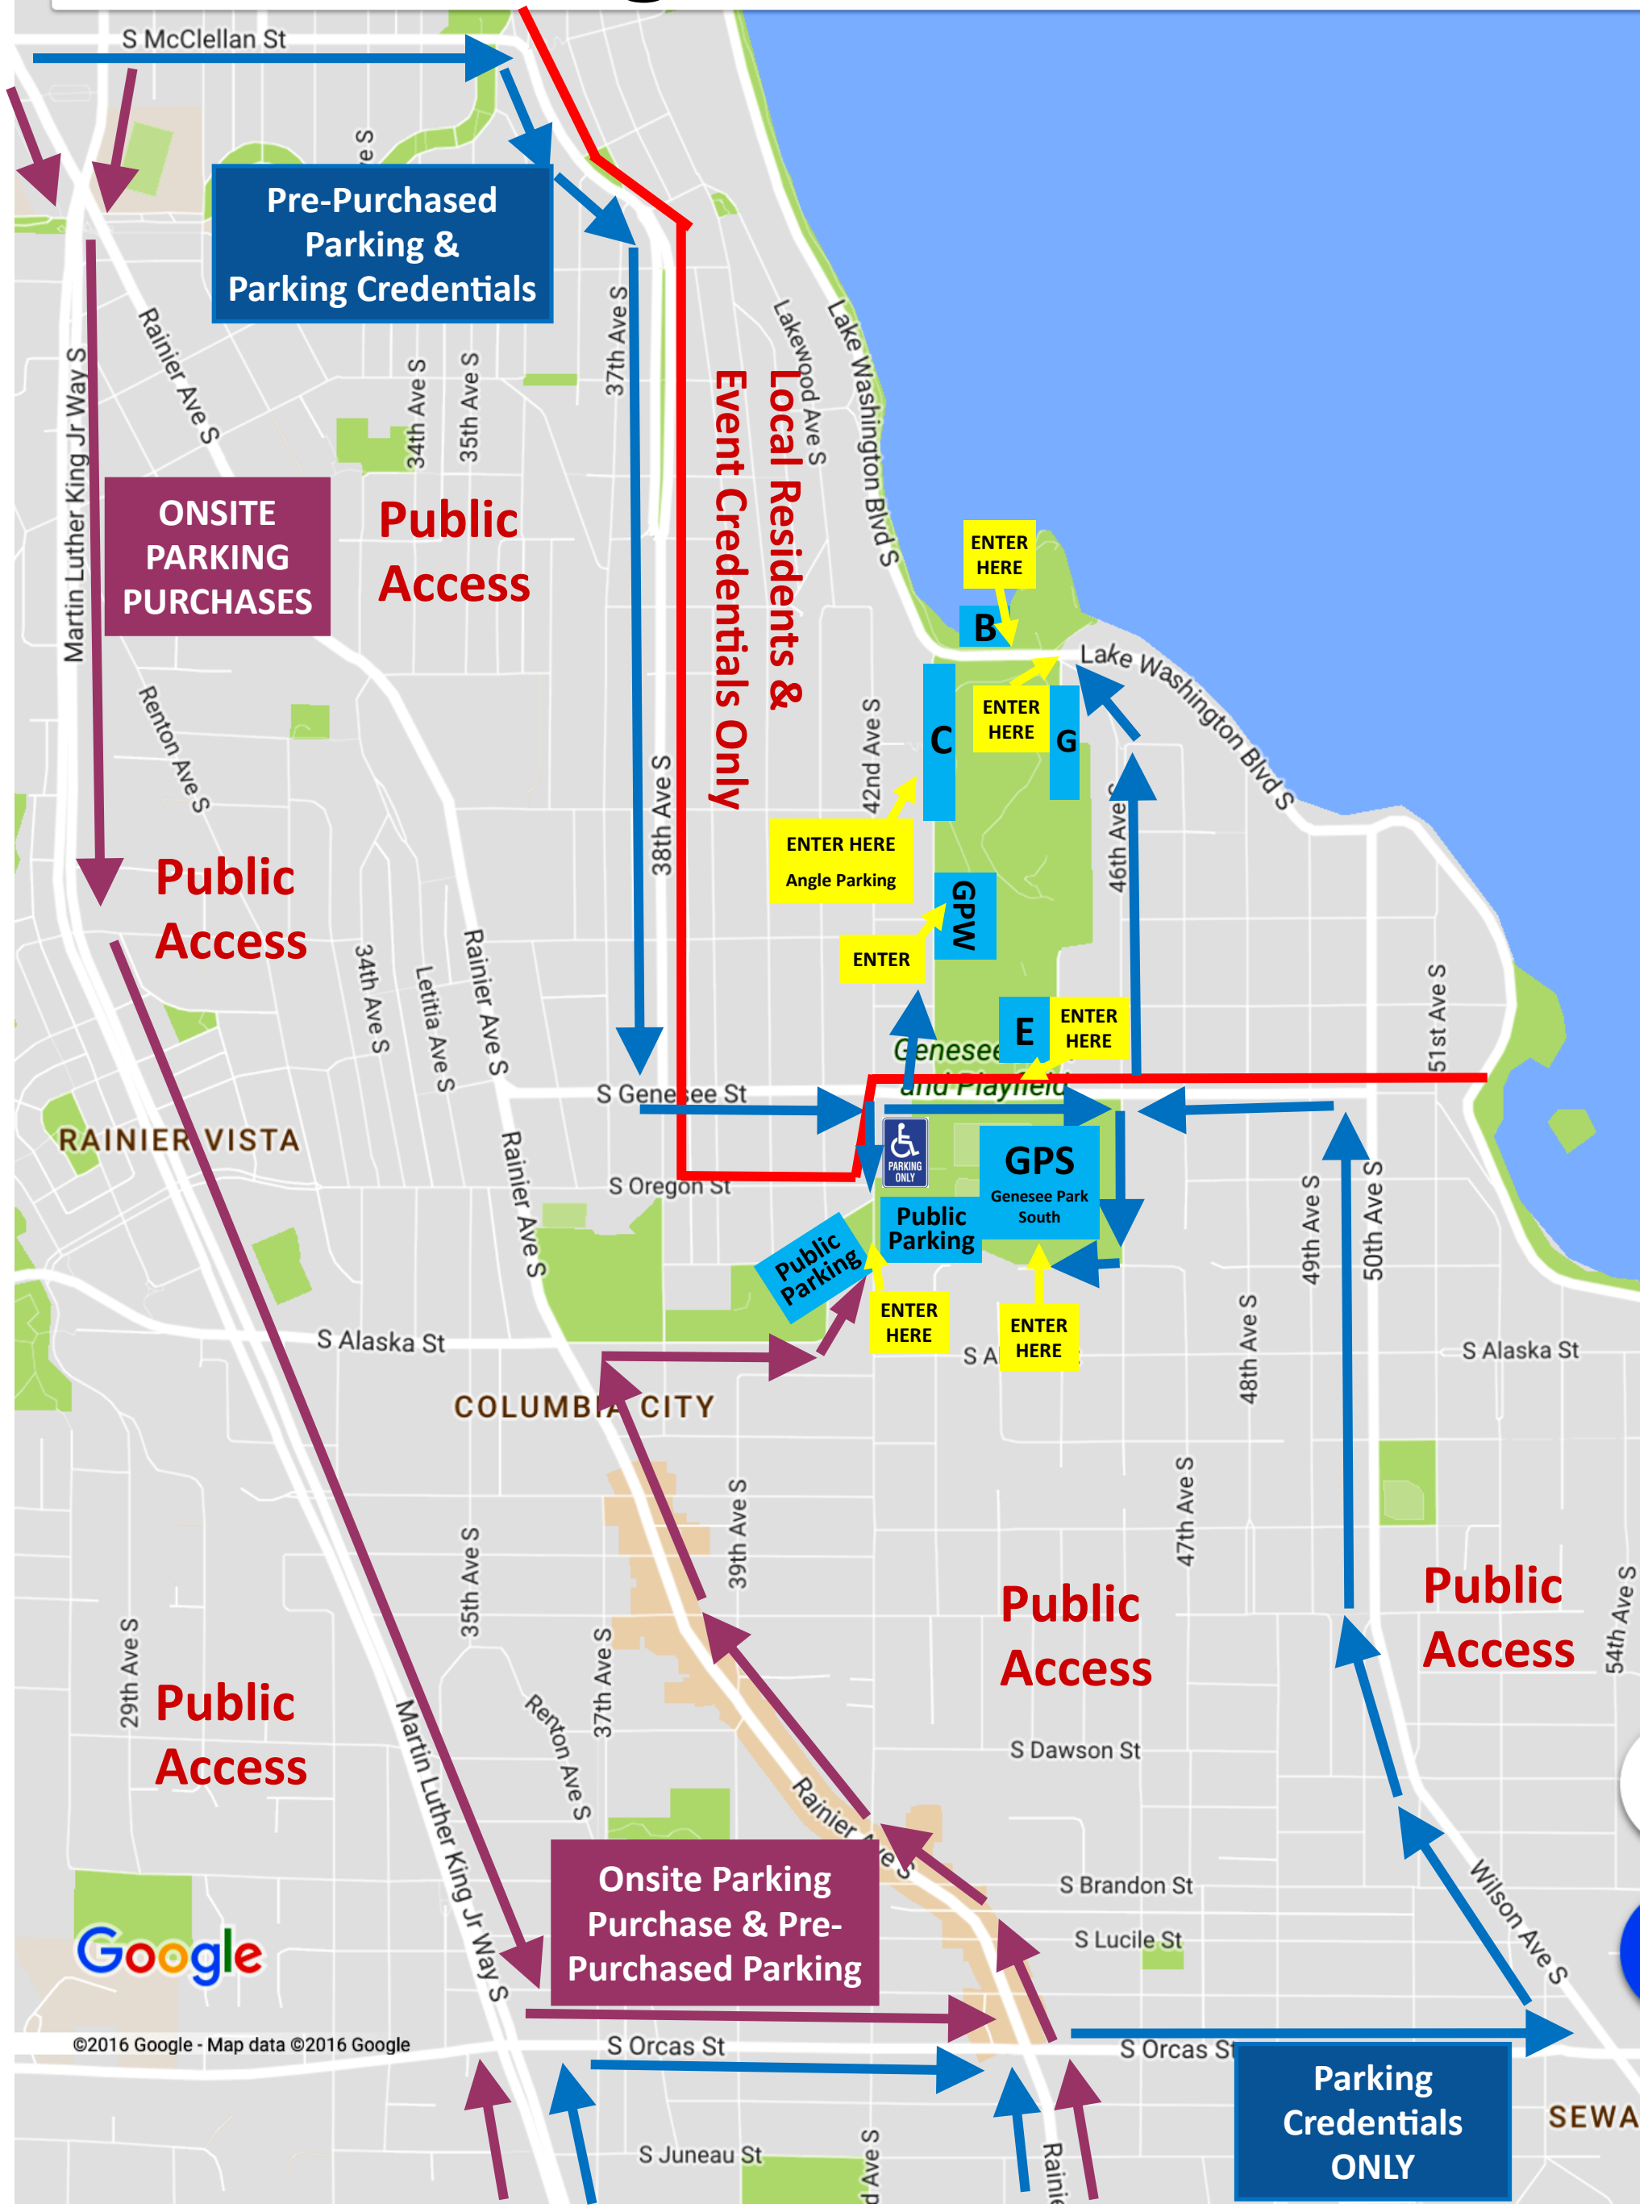 S McClellan St
ve S
Pre-Purchased
Parking &
Parking Credentials
37th Ave S
Lakewood Ave S
Lake Washington Blvd S
Rainier Ave S
34th Ave S
35th Ave S
Martin Luther King Jr Way S
Local Residents &
Event Credentials Only
ONSITE
PARKING
PURCHASES
Public
Access
ENTER
HERE
B
Lake Washington Blvd S
ENTER
HERE
C
G
Renton Ave S
42nd Ave S
38th Ave S
46th Ave S
ENTER HERE
Angle Parking
Public
Access
GPW
ENTER
Rainier Ave S
34th Ave S
Letitia Ave S
51st Ave S
E
ENTER
HERE
Genesee
and Playfield
S Genesee St
RAINIER VISTA
PARKING
ONLY
GPS
Genesee Park
South
Rainier Ave S
S Oregon St
49th Ave S
50th Ave S
Public
Parking
Public
Parking
ENTER
HERE
ENTER
HERE
S Alaska St
S A
S Alaska St
48th Ave S
COLUMBIA CITY
39th Ave S
47th Ave S
35th Ave S
Public
Access
Public
Access
54th Ave S
29th Ave S
37th Ave S
Public
Access
Renton Ave S
Martin Luther King Jr Way S
S Dawson St
Rainier Ave S
Onsite Parking
Purchase & Pre-
Purchased Parking
S Brandon St
S Lucile St
Wilson Ave S
Google
©2016 Google - Map data ©2016 Google
S Orcas St
S Orcas St
Parking
Credentials
ONLY
SEWA
S Juneau St
d Ave S
Rainie